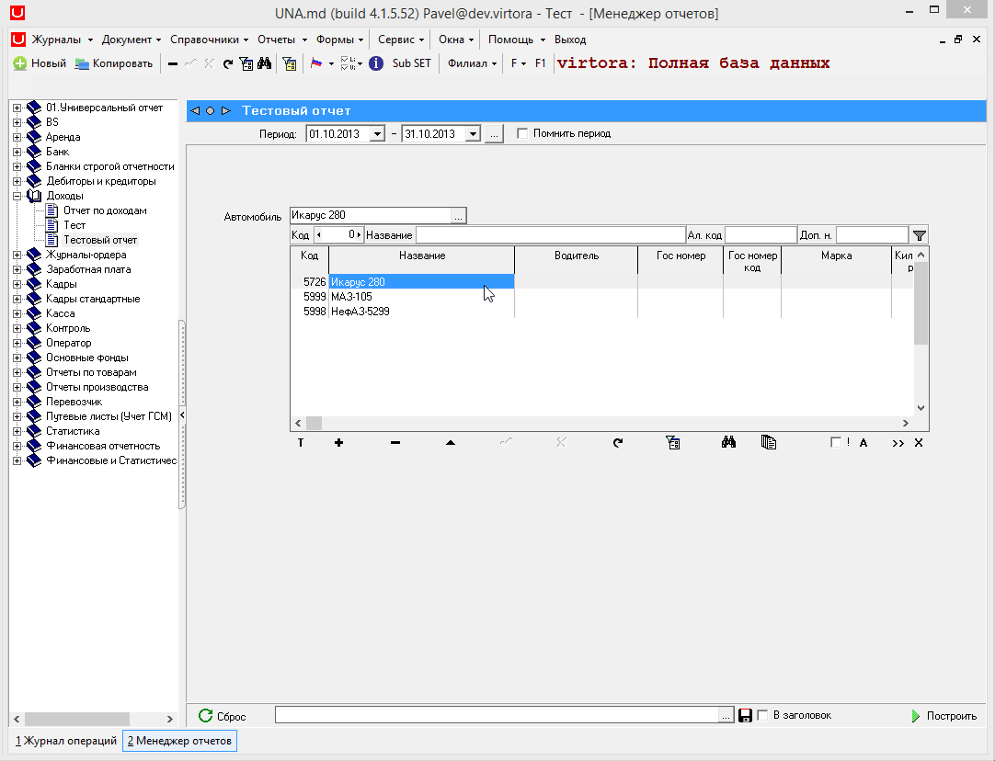 UNA.md (build 4.1.5.52) Pavel@dev.virtora - Тест - [Менеджер отчетов]
Журналы Документ Справочники Отчеты Формы Сервис Окна Помощь Выход
Новый Копировать Sub SET Филиал F F1 virtora: Полная база данных
Тестовый отчет
Период: 01.10.2013 - 31.10.2013 ... Помнить период
01.Универсальный отчет
BS
Аренда
Банк
Бланки строгой отчетности
Дебиторы и кредиторы
Доходы
Отчет по доходам
Тест
Тестовый отчет
Журналы-ордера
Заработная плата
Кадры
Кадры стандартные
Касса
Контроль
Оператор
Основные фонды
Отчеты по товарам
Отчеты производства
Перевозчик
Путевые листы (Учет ГСМ)
Статистика
Финансовая отчетность
Финансовые и Статистичес
Автомобиль Икарус 280 ...
Код 0 Название Ал. код Доп. н.
Код Название Водитель Гос номер Гос номер код Марка Кил р
5726 Икарус 280
5999 МАЗ-105
5998 НефАЗ-5299
T ! A >> X
Сброс ... В заголовок Построить
1 Журнал операций 2 Менеджер отчетов